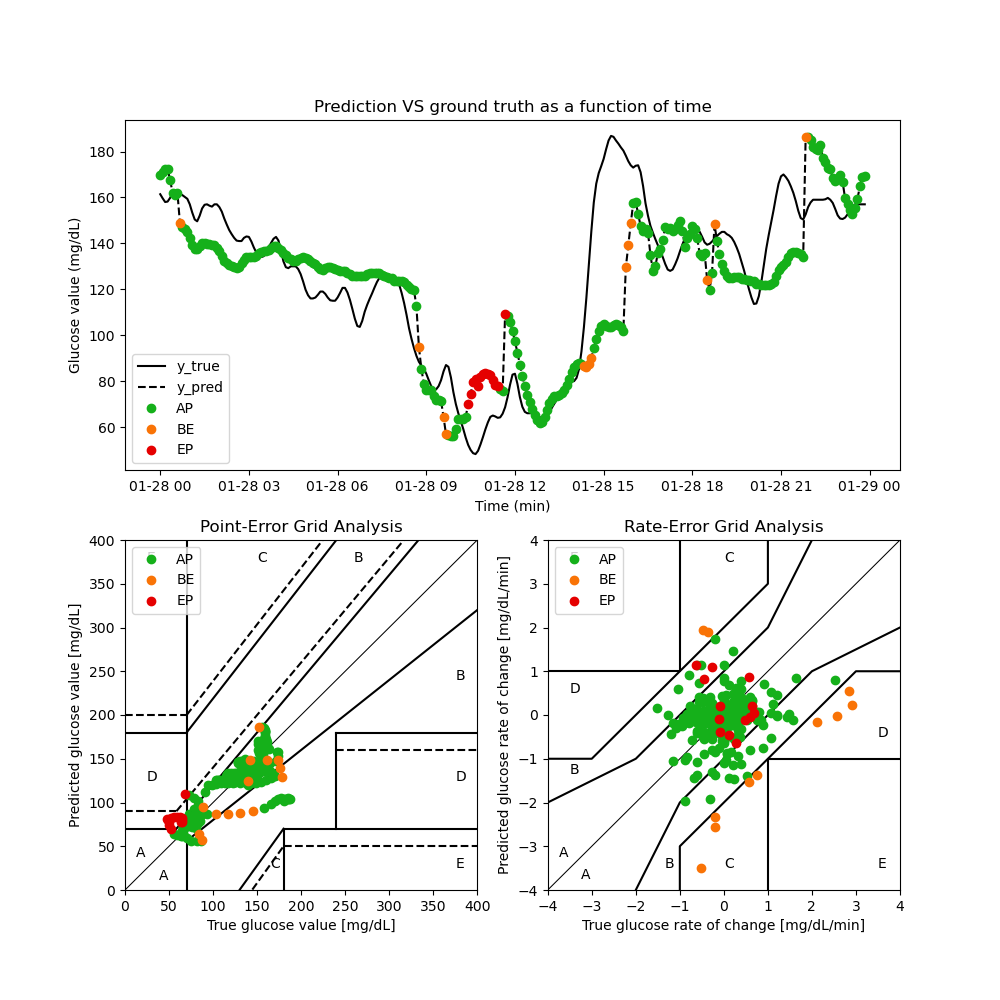 Prediction VS ground truth as a function of time
Glucose value (mg/dL)
180
160
140
120
100
80
60
y_true
y_pred
AP
BE
EP
01-28 00 01-28 03 01-28 06 01-28 09 01-28 12 01-28 15 01-28 18 01-28 21 01-29 00
Time (min)
Point-Error Grid Analysis
Predicted glucose value [mg/dL]
400
350
300
250
200
150
100
50
0
AP
BE
EP
C
B
B
D
D
A
A
C
E
0 50 100 150 200 250 300 350 400
True glucose value [mg/dL]
Rate-Error Grid Analysis
Predicted glucose rate of change [mg/dL/min]
4
3
2
1
0
−1
−2
−3
−4
AP
BE
EP
C
D
D
B
A
A
B
C
E
−4 −3 −2 −1 0 1 2 3 4
True glucose rate of change [mg/dL/min]